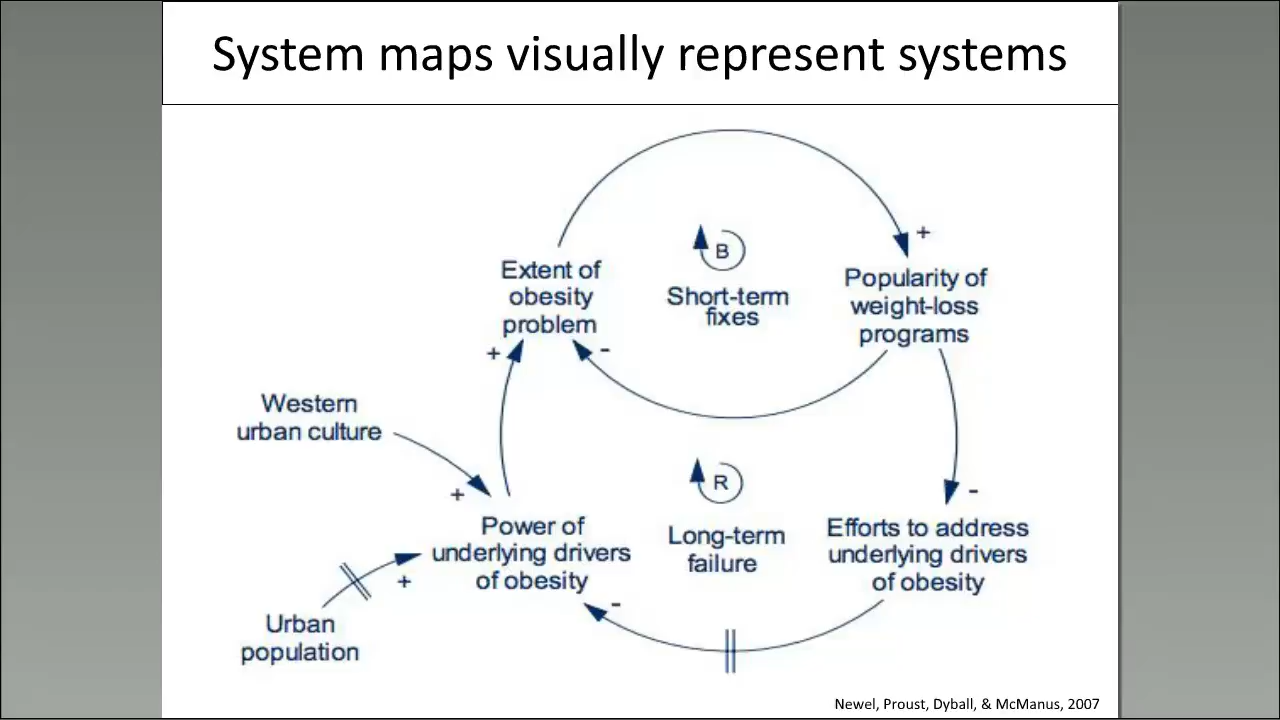 System maps visually represent systems
+
B
Extent of
obesity
problem
Short-term
fixes
Popularity of
weight-loss
programs
+
-
Western
urban culture
+
R
-
Power of
underlying drivers
of obesity
Long-term
failure
Efforts to address
underlying drivers
of obesity
+
-
Urban
population
Newel, Proust, Dyball, & McManus, 2007